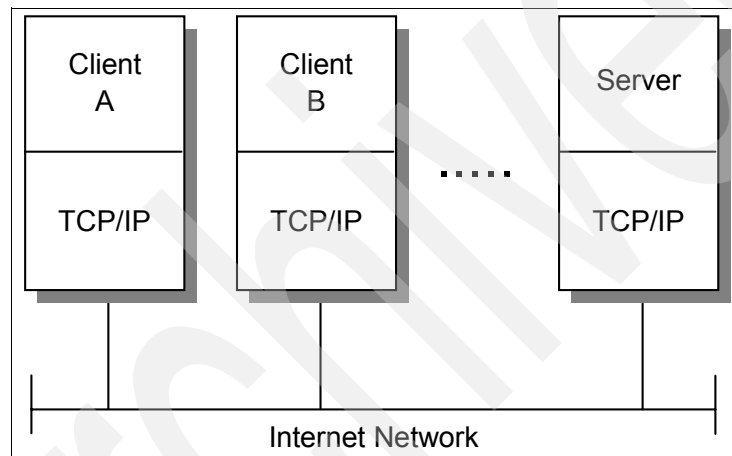 Client
A
Client
B
Server
TCP/IP
TCP/IP
TCP/IP
Internet Network